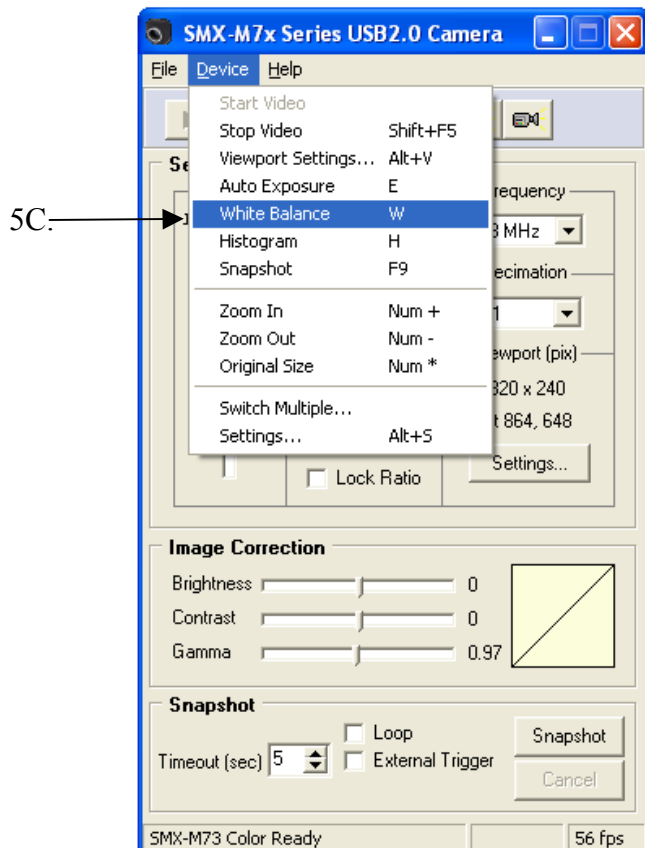 SMX-M7x Series USB2.0 Camera
File Device Help
Start Video
Stop Video Shift+F5
Viewport Settings... Alt+V
Auto Exposure E
5C. White Balance W
Histogram H
Snapshot F9
Zoom In Num +
Zoom Out Num -
Original Size Num *
Switch Multiple...
Settings... Alt+S
Se
requency
MHz
ecimation
1
ewport (pix)
320 x 240
t 864, 648
Settings...
Lock Ratio
Image Correction
Brightness 0
Contrast 0
Gamma 0.97
Snapshot
Loop
Timeout (sec) 5 External Trigger
Snapshot
Cancel
SMX-M73 Color Ready 56 fps